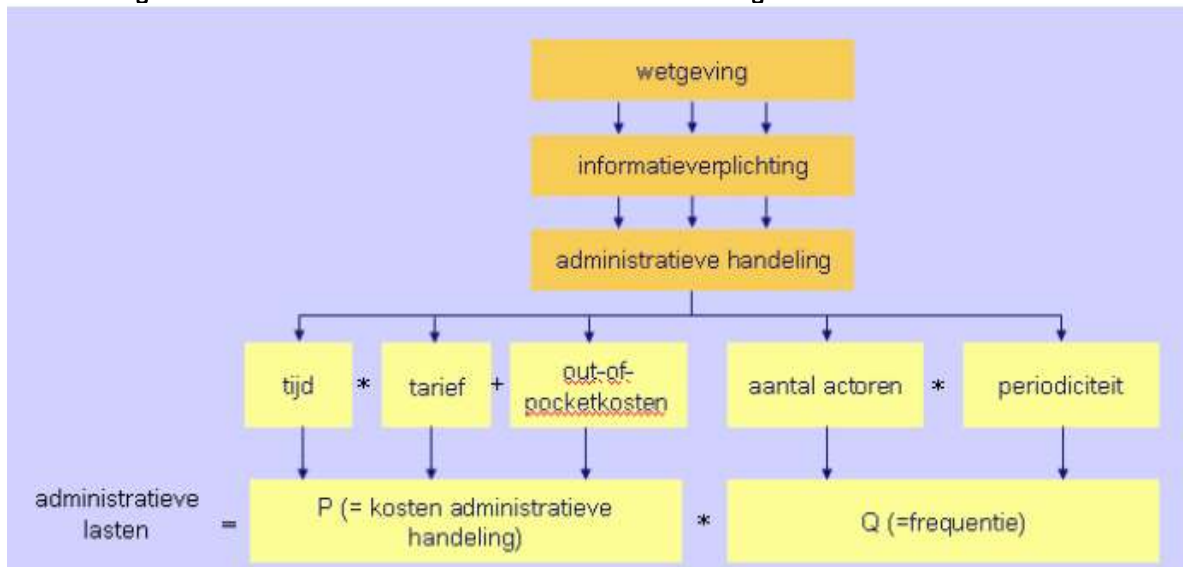 wetgeving
informatieverplichting
administratieve handeling
tijd * tarief + out-of-
pocketkosten
aantal actoren * periodiciteit
administratieve
lasten
=
P (= kosten administratieve
handeling)
*
Q (=frequentie)